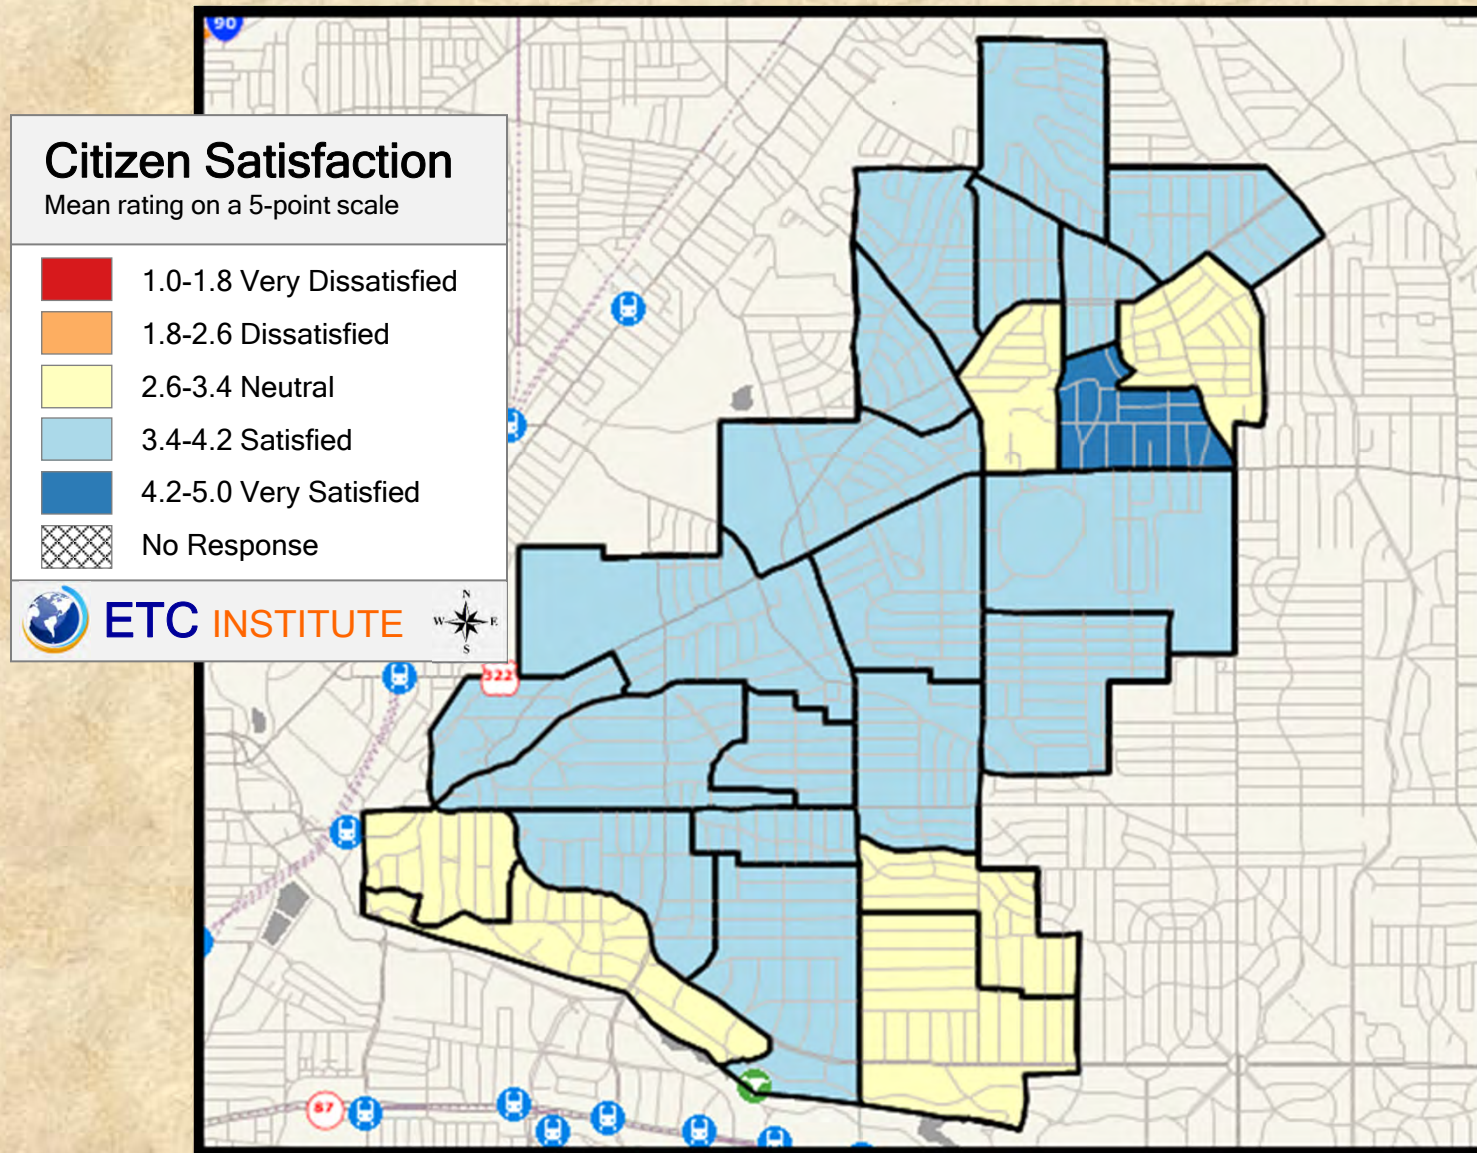 90
Citizen Satisfaction
Mean rating on a 5-point scale
1.0-1.8 Very Dissatisfied
1.8-2.6 Dissatisfied
2.6-3.4 Neutral
3.4-4.2 Satisfied
4.2-5.0 Very Satisfied
No Response
ETC INSTITUTE
N
W E
S
322
87